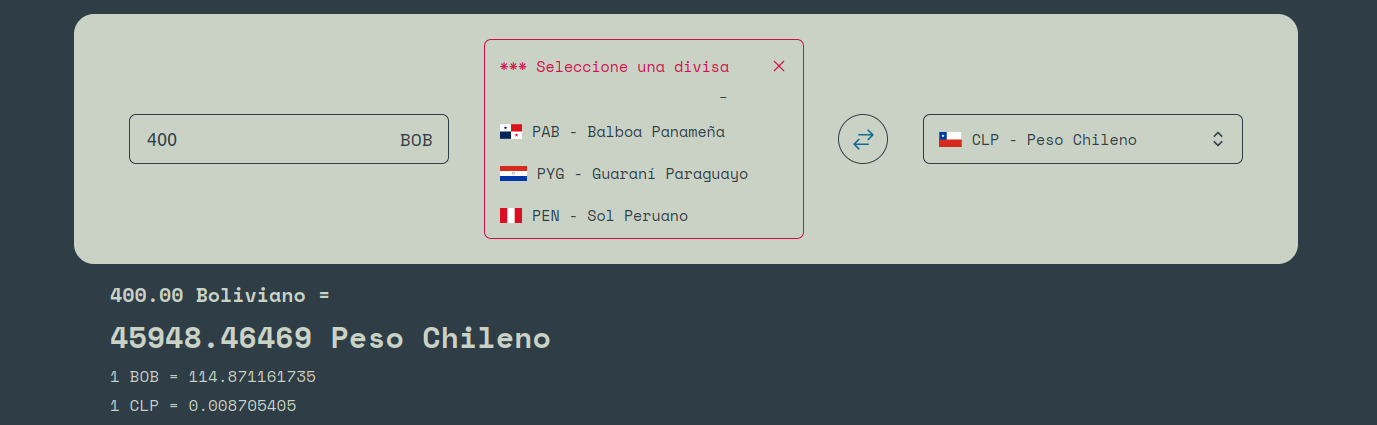 400 BOB
*** Seleccione una divisa
–
PAB - Balboa Panameña
PYG - Guaraní Paraguayo
PEN - Sol Peruano
CLP - Peso Chileno
400.00 Boliviano =
45948.46469 Peso Chileno
1 BOB = 114.871161735
1 CLP = 0.008705405